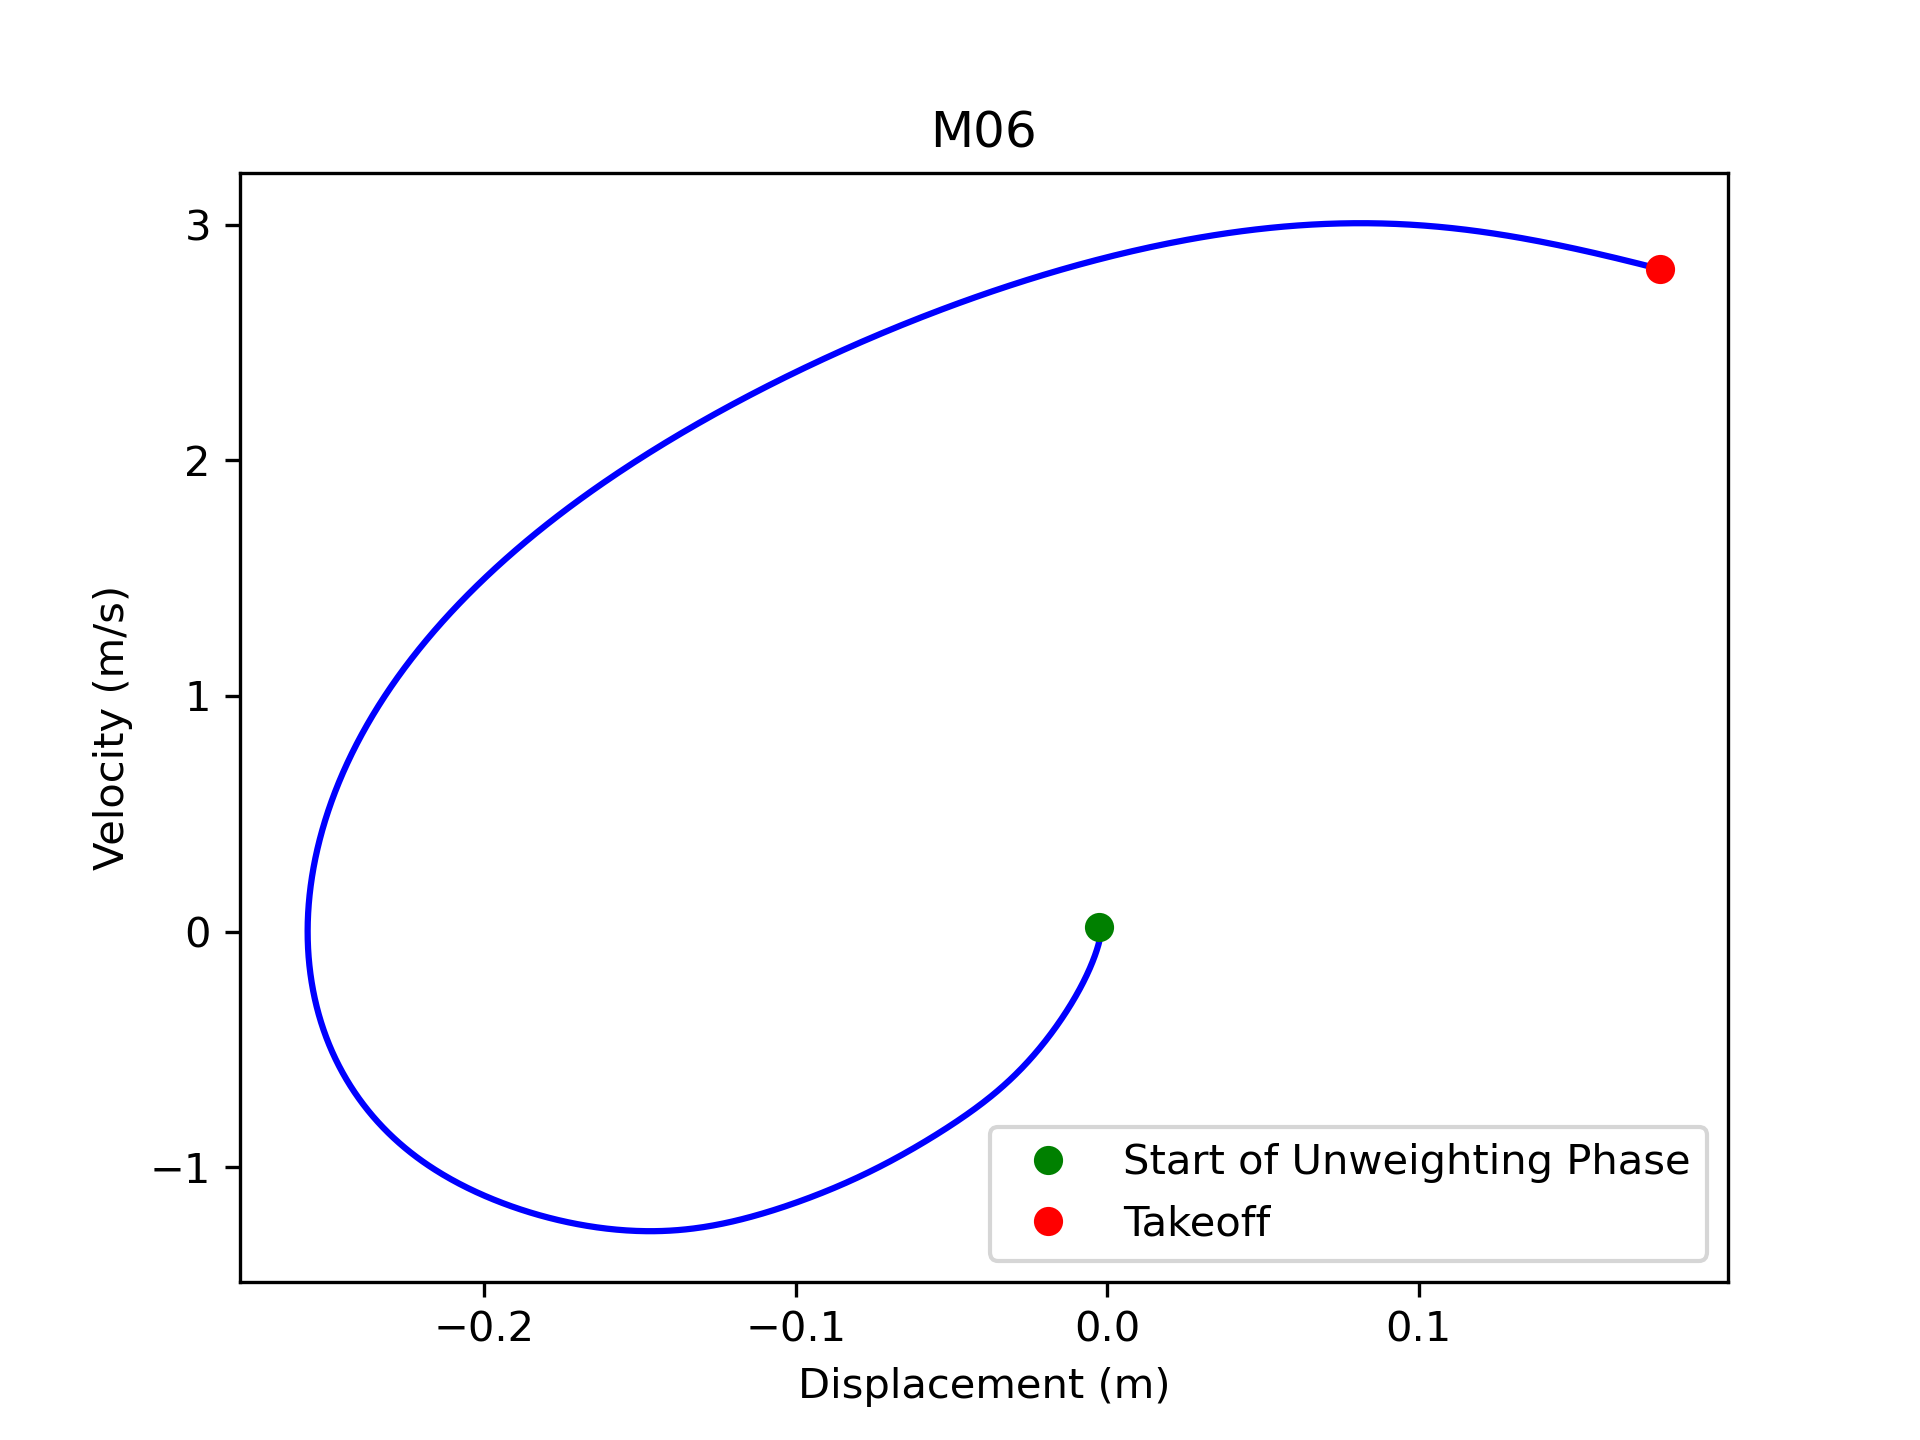 M06
3
2
1
0
−1
Velocity (m/s)
−0.2
−0.1
0.0
0.1
Displacement (m)
Start of Unweighting Phase
Takeoff